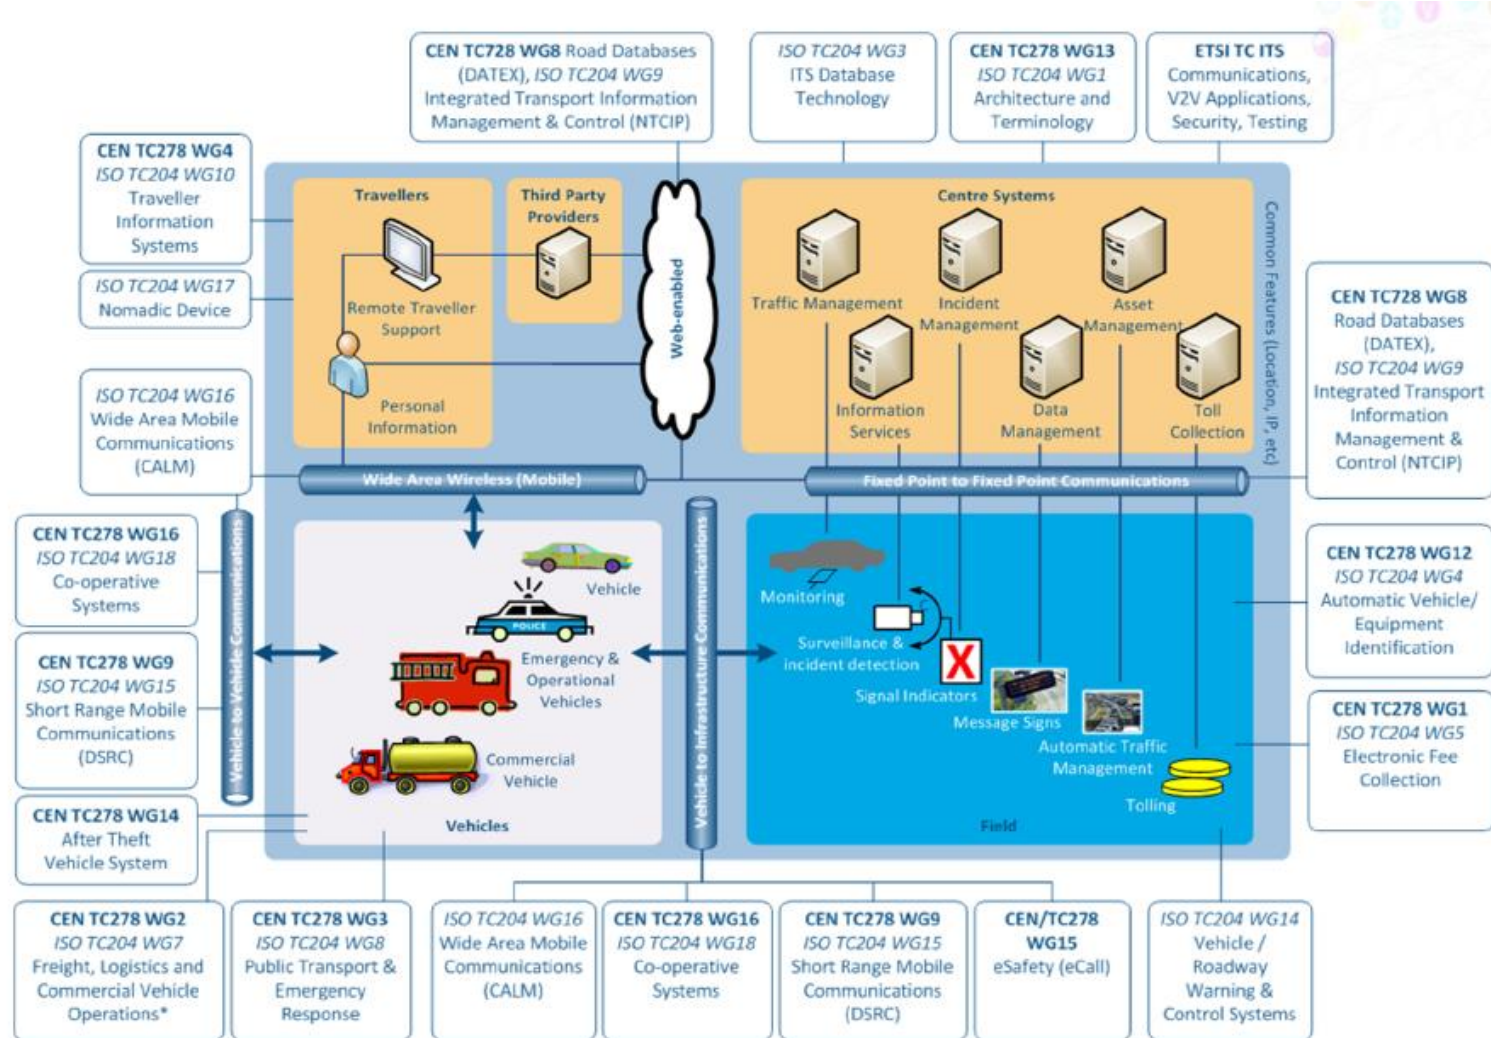 CEN TC728 WG8 Road Databases
(DATEX), ISO TC204 WG9
Integrated Transport Information
Management & Control (NTCIP)
ISO TC204 WG3
ITS Database
Technology
CEN TC278 WG13
ISO TC204 WG1
Architecture and
Terminology
ETSI TC ITS
Communications,
V2V Applications,
Security, Testing
CEN TC278 WG4
ISO TC204 WG10
Traveller
Information
Systems
ISO TC204 WG17
Nomadic Device
ISO TC204 WG16
Wide Area Mobile
Communications
(CALM)
Travellers
Remote Traveller
Support
Personal
Information
Third Party
Providers
Web-enabled
Centre Systems
Traffic Management
Incident
Management
Asset
Management
Information
Services
Data
Management
Toll
Collection
Common Features (Location, IP, etc)
CEN TC728 WG8
Road Databases
(DATEX),
ISO TC204 WG9
Integrated Transport
Information
Management &
Control (NTCIP)
Wide Area Wireless (Mobile)
Fixed Point to Fixed Point Communications
CEN TC278 WG16
ISO TC204 WG18
Co-operative
Systems
CEN TC278 WG9
ISO TC204 WG15
Short Range Mobile
Communications
(DSRC)
CEN TC278 WG14
After Theft
Vehicle System
Vehicle to Vehicle Communications
Vehicle
POLICE
Emergency &
Operational
Vehicles
Commercial
Vehicle
Vehicles
Vehicle to Infrastructure Communications
Monitoring
Surveillance &
incident detection
X
Signal Indicators
Message Signs
Automatic Traffic
Management
Tolling
Field
CEN TC278 WG12
ISO TC204 WG4
Automatic Vehicle/
Equipment
Identification
CEN TC278 WG1
ISO TC204 WG5
Electronic Fee
Collection
CEN TC278 WG2
ISO TC204 WG7
Freight, Logistics and
Commercial Vehicle
Operations*
CEN TC278 WG3
ISO TC204 WG8
Public Transport &
Emergency
Response
ISO TC204 WG16
Wide Area Mobile
Communications
(CALM)
CEN TC278 WG16
ISO TC204 WG18
Co-operative
Systems
CEN TC278 WG9
ISO TC204 WG15
Short Range Mobile
Communications
(DSRC)
CEN/TC278
WG15
eSafety (eCall)
ISO TC204 WG14
Vehicle /
Roadway
Warning &
Control Systems